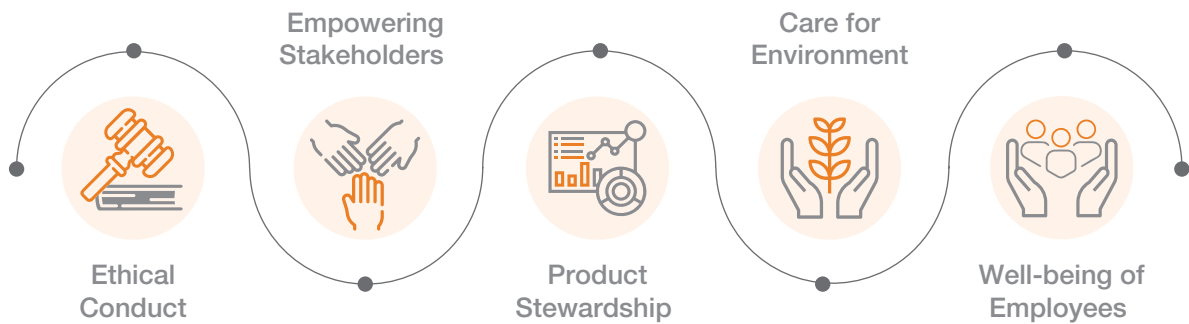 Empowering
Stakeholders
Care for
Environment
Ethical
Conduct
Product
Stewardship
Well-being of
Employees